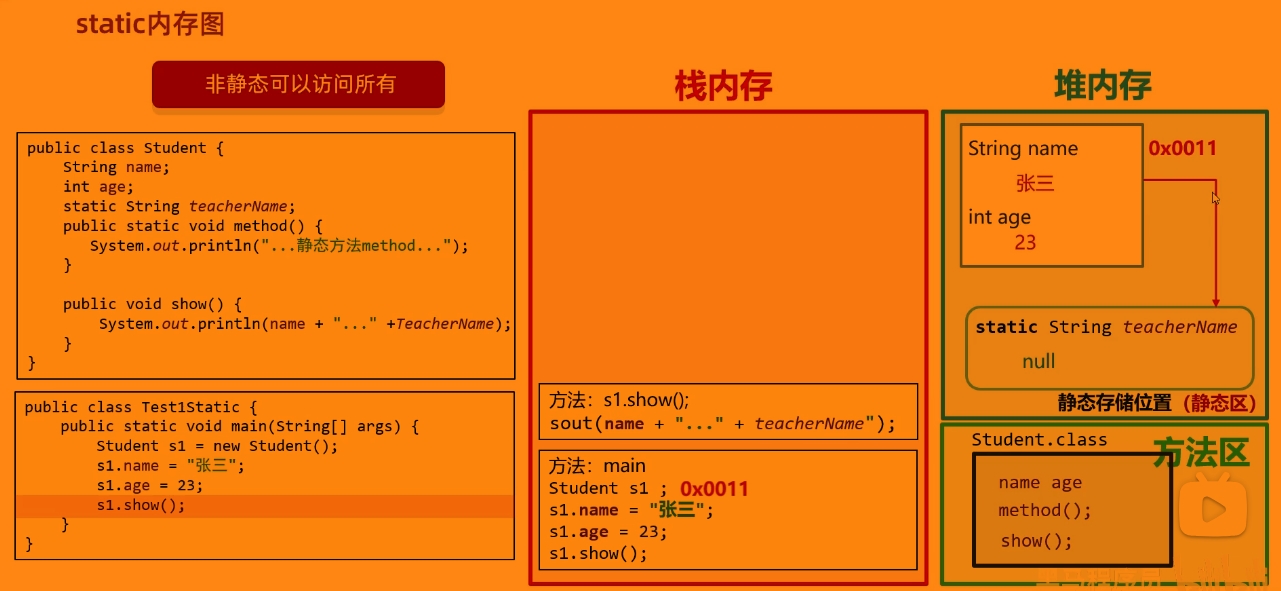 static内存图
非静态可以访问所有
public class Student {
String name;
int age;
static String teacherName;
public static void method() {
System.out.println("...静态方法method...");
}
public void show() {
System.out.println(name + "..." +TeacherName);
}
}
public class Test1Static {
public static void main(String[] args) {
Student s1 = new Student();
s1.name = "张三";
s1.age = 23;
s1.show();
}
}
栈内存
方法：s1.show();
sout(name + "..." + teacherName");
方法：main
Student s1 ; 0x0011
s1.name = "张三";
s1.age = 23;
s1.show();
堆内存
String name 0x0011
张三
int age
23
static String teacherName
null
静态存储位置（静态区）
Student.class
方法区
name age
method();
show();